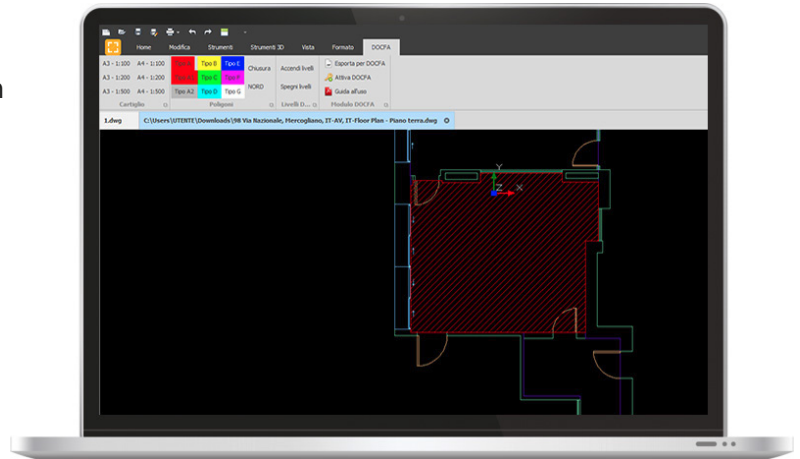 Home Modifica Strumenti Strumenti 3D Vista Formato DOCFA
A3 - 1:100 A4 - 1:100 Tipo B Tipo E Chiusura Accendi livelli Esporta per DOCFA
A3 - 1:200 A4 - 1:200 Tipo C Tipo F Attiva DOCFA
A3 - 1:500 A4 - 1:500 Tipo A2 Tipo D Tipo G NORD Spegni livelli Guida all'uso
Cartiglio Poligoni Livelli D... Modulo DOCFA
1.dwg C:\Users\UTENTE\Downloads\98 Via Nazionale, Mercogliano, IT-AV, IT-Floor Plan - Piano terra.dwg
Y
Z X